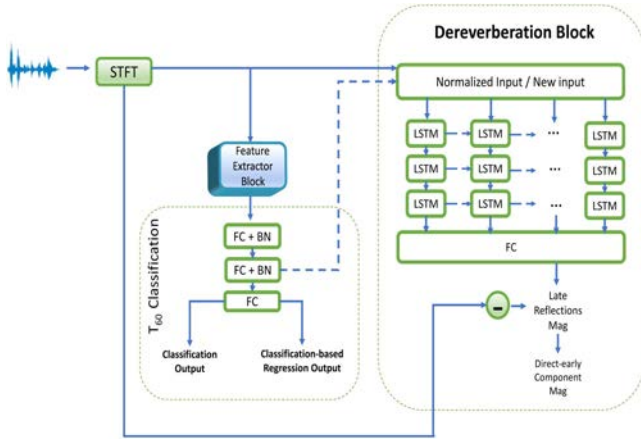 Dereverberation Block
STFT
Normalized Input / New input
LSTM
LSTM
...
LSTM
LSTM
LSTM
...
LSTM
LSTM
LSTM
...
LSTM
FC
Feature
Extractor
Block
T60 Classification
FC + BN
FC + BN
FC
Classification
Output
Classification-based
Regression Output
-
Late
Reflections
Mag
Direct-early
Component
Mag